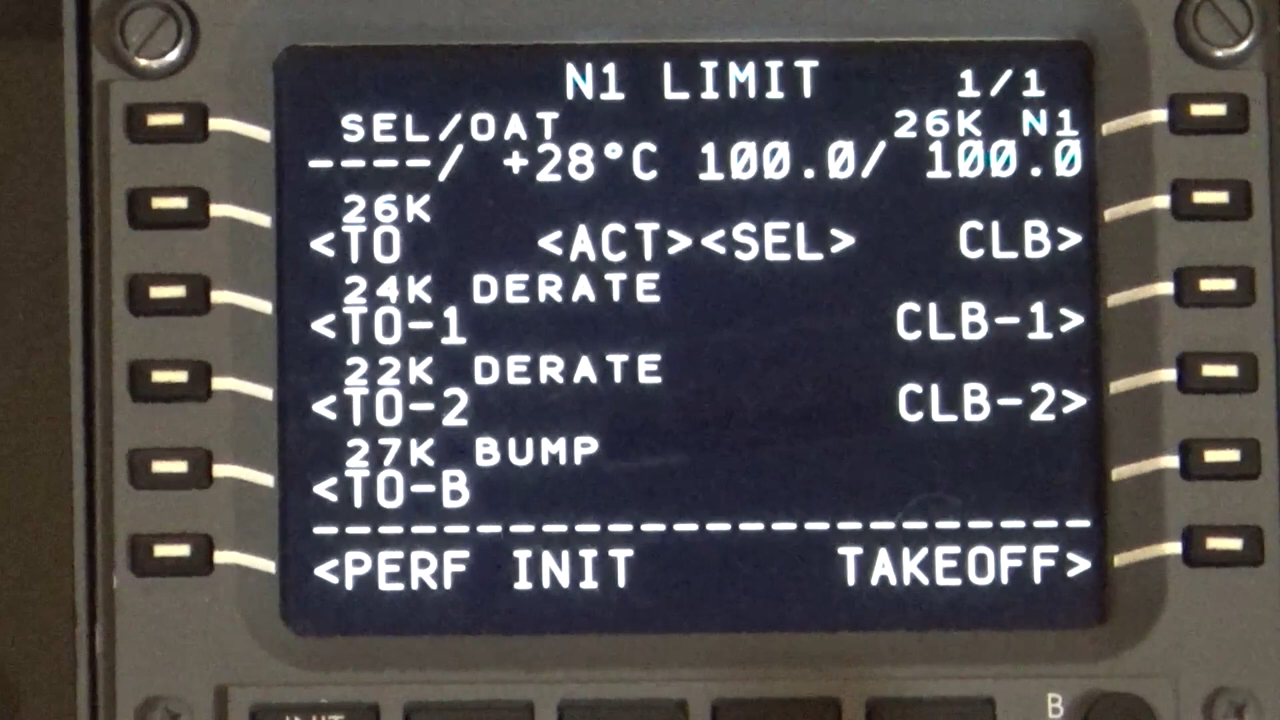 N1 LIMIT 1/1
SEL/OAT 26K N1
----/ +28°C 100.0/ 100.0
26K
<TO <ACT><SEL> CLB>
24K DERATE
<TO-1 CLB-1>
22K DERATE
<TO-2 CLB-2>
27K BUMP
<TO-B
------------------------
<PERF INIT TAKEOFF>
B